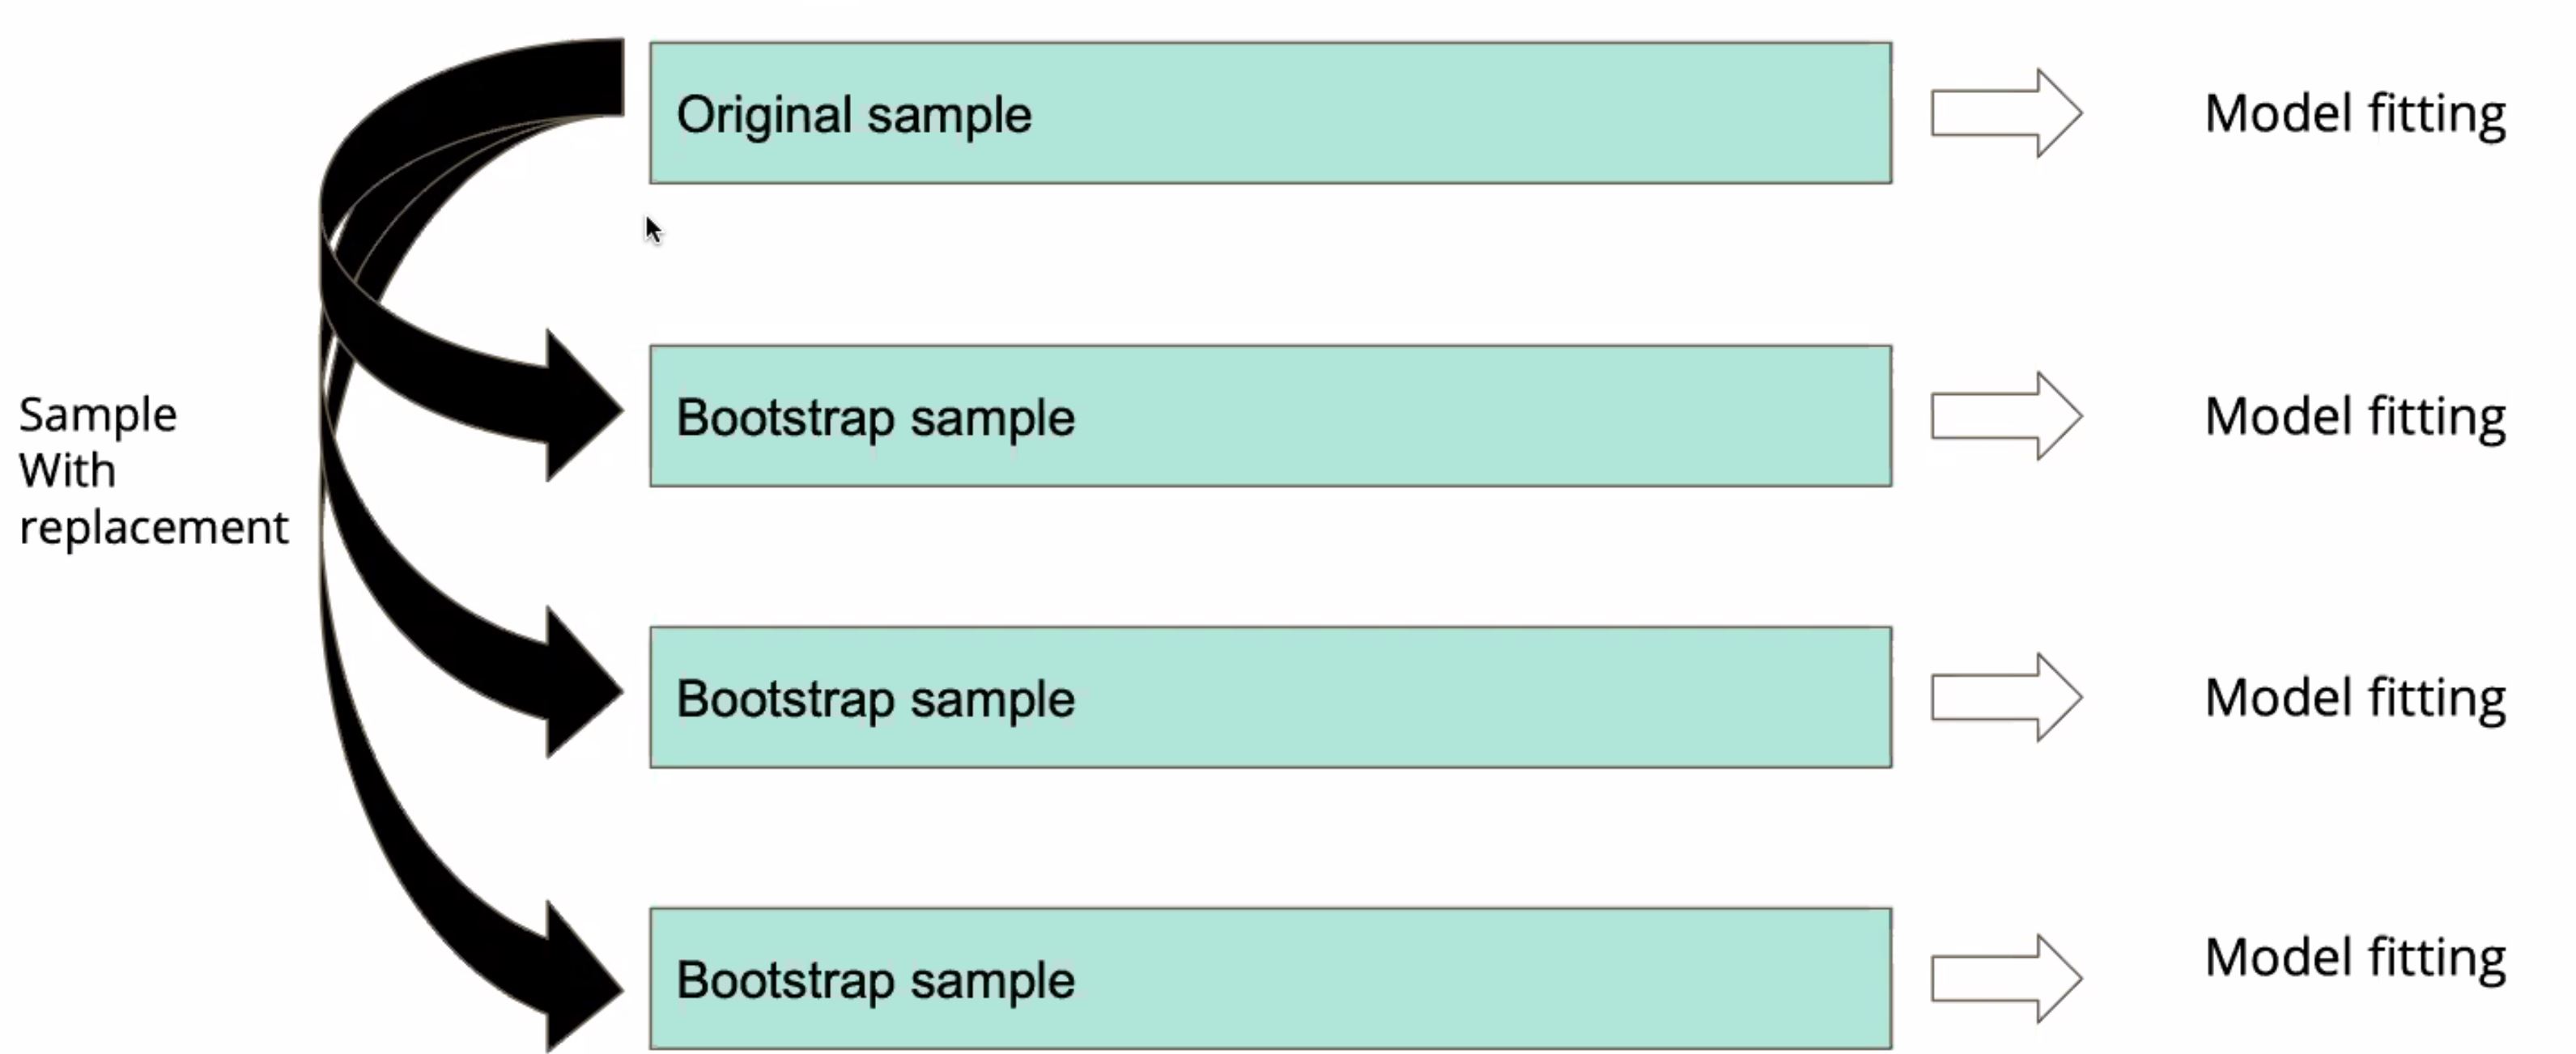 Original sample
Model fitting
Sample
With
replacement
Bootstrap sample
Model fitting
Bootstrap sample
Model fitting
Bootstrap sample
Model fitting